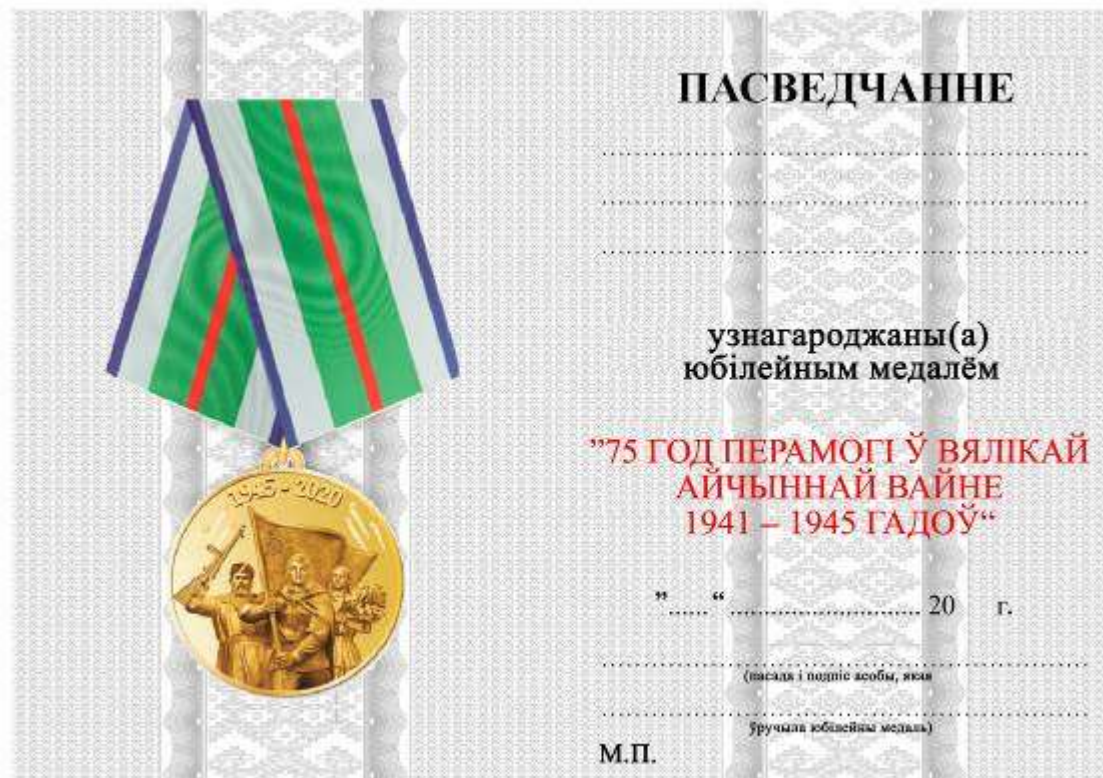 1945 - 2020
ПАСВЕДЧАННЕ
узнагароджаны(а)
юбілейным медалём
”75 ГОД ПЕРАМОГІ Ў ВЯЛІКАЙ
АЙЧЫННАЙ ВАЙНЕ
1941 – 1945 ГАДОЎ“
”......“ .............................. 20 г.
(пасада і подпіс асобы, якая
ўручыла юбілейны медаль)
М.П.